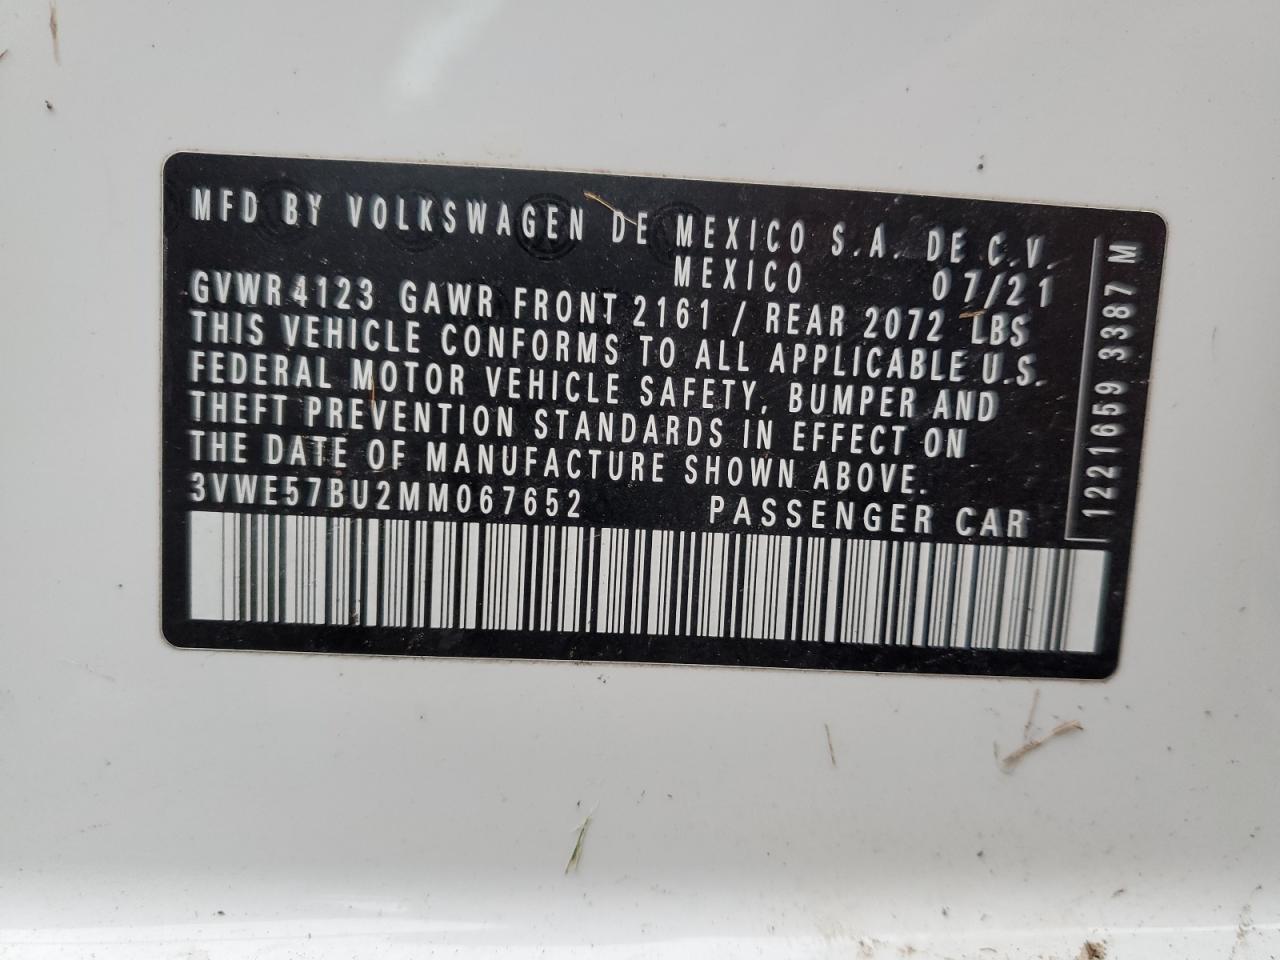 MFD BY VOLKSWAGEN DE MEXICO S.A. DE C.V.
MEXICO 07/21
GVWR 4123 GAWR FRONT 2161 / REAR 2072 LBS
THIS VEHICLE CONFORMS TO ALL APPLICABLE U.S.
FEDERAL MOTOR VEHICLE SAFETY, BUMPER AND
THEFT PREVENTION STANDARDS IN EFFECT ON
THE DATE OF MANUFACTURE SHOWN ABOVE.
3VWE57BU2MM067652 PASSENGER CAR
1221659 3387 M